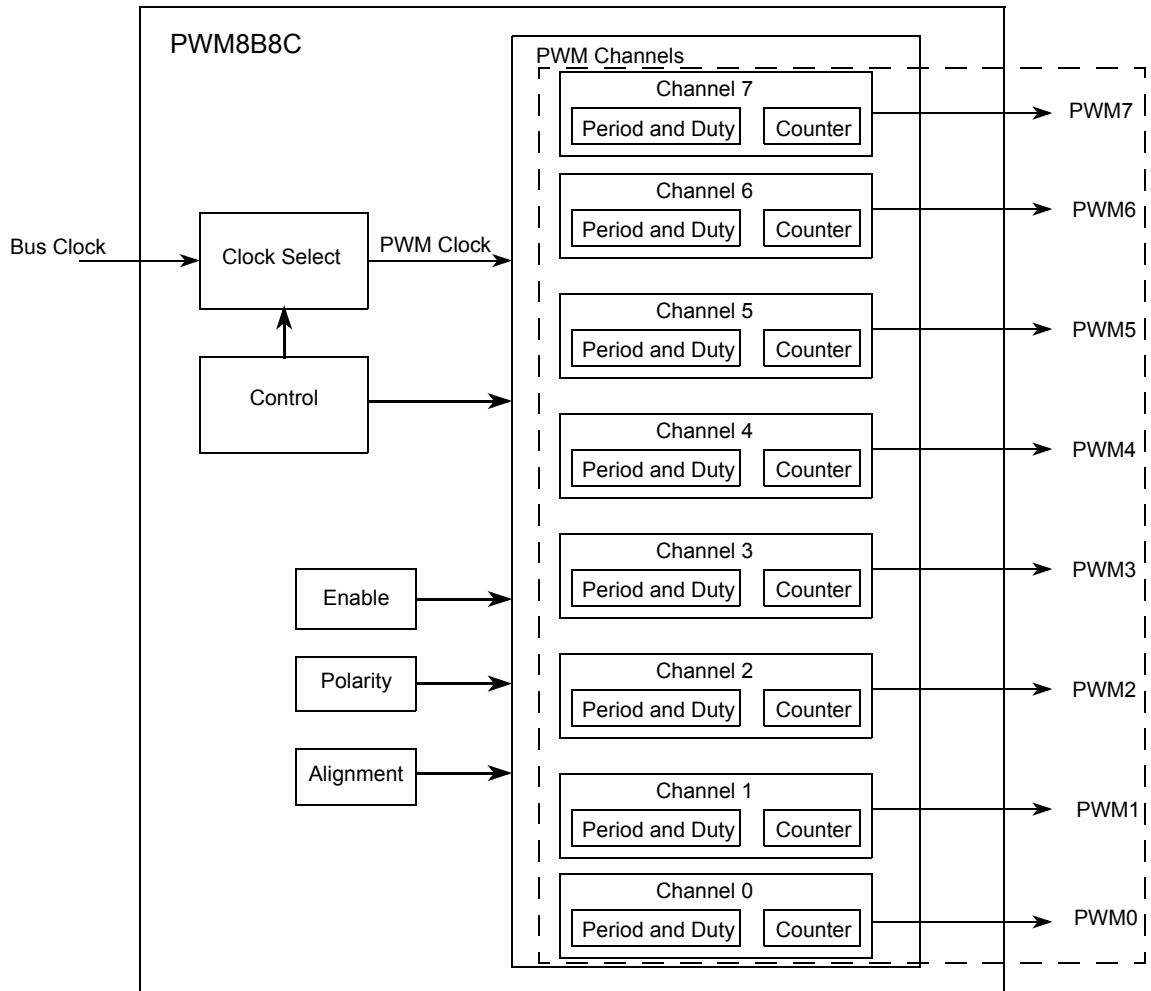 PWM8B8C
PWM Channels
Channel 7
Period and Duty
Counter
PWM7
Channel 6
Period and Duty
Counter
PWM6
Bus Clock
Clock Select
PWM Clock
Channel 5
Period and Duty
Counter
PWM5
Control
Channel 4
Period and Duty
Counter
PWM4
Channel 3
Period and Duty
Counter
PWM3
Enable
Polarity
Channel 2
Period and Duty
Counter
PWM2
Alignment
Channel 1
Period and Duty
Counter
PWM1
Channel 0
Period and Duty
Counter
PWM0